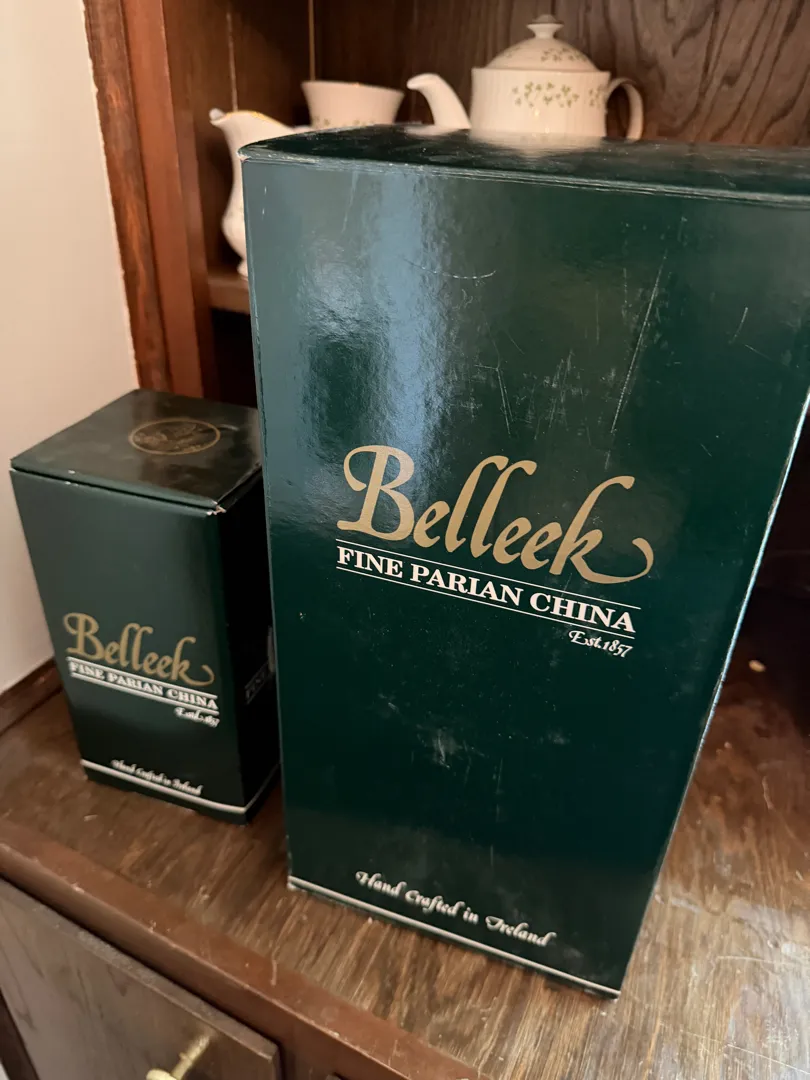 Belleek
FINE PARIAN CHINA
Est.1857
Hand Crafted in Ireland
Belleek
FINE PARIAN CHINA
Estd.1857
Hand Crafted in Ireland